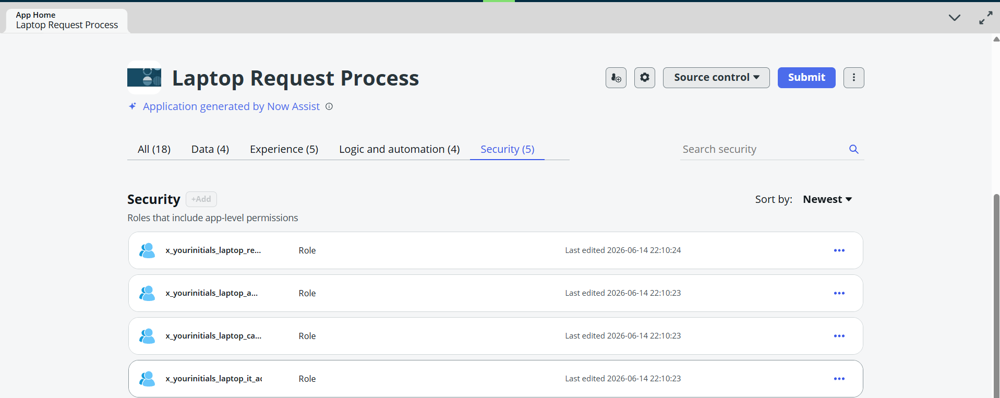 App Home
Laptop Request Process
Laptop Request Process
Source control
Submit
Application generated by Now Assist
All (18)
Data (4)
Experience (5)
Logic and automation (4)
Security (5)
Search security
Security
+Add
Sort by:
Newest
Roles that include app-level permissions
x_yourinitials_laptop_re...
Role
Last edited 2026-06-14 22:10:24
x_yourinitials_laptop_a...
Role
Last edited 2026-06-14 22:10:23
x_yourinitials_laptop_ca...
Role
Last edited 2026-06-14 22:10:23
x_yourinitials_laptop_it_a
Role
Last edited 2026-06-14 22:10:23